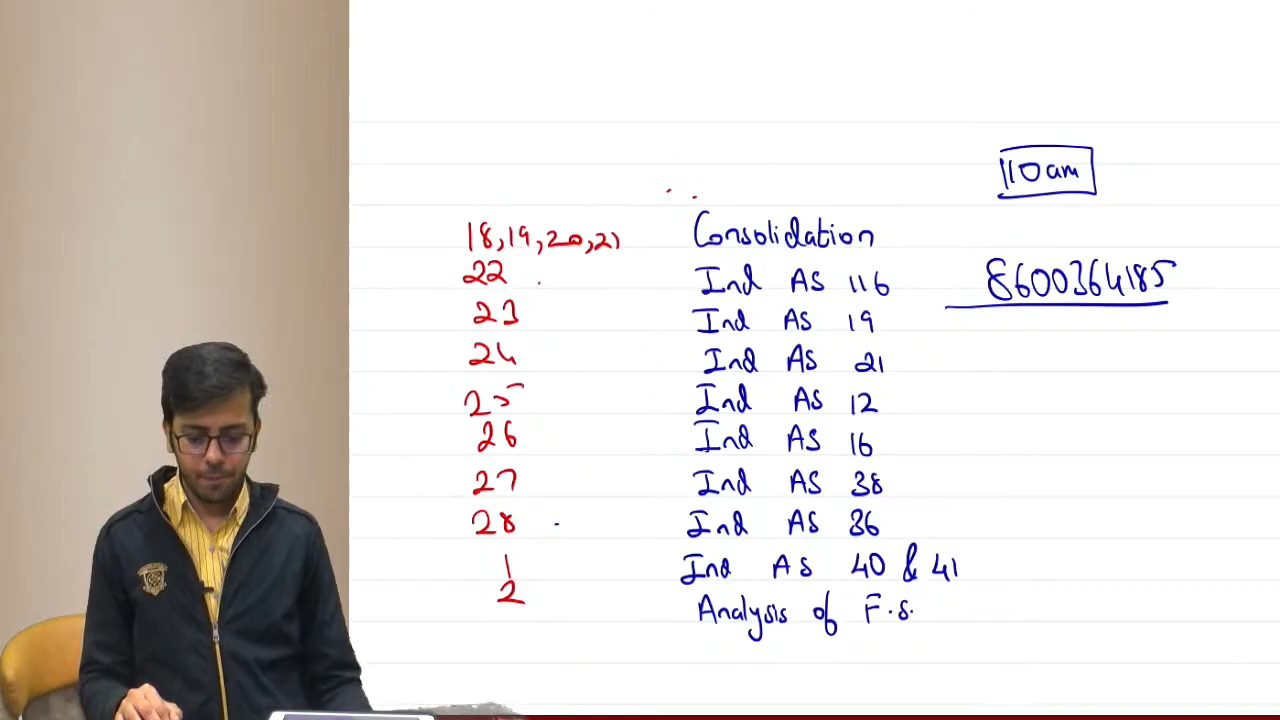 10 am
18, 19, 20, 21 Consolidation
22 Ind AS 116 8600364185
23 Ind AS 19
24 Ind AS 21
25 Ind AS 12
26 Ind AS 16
27 Ind AS 38
28 Ind AS 36
1 Ind AS 40 & 41
2 Analysis of F.S.